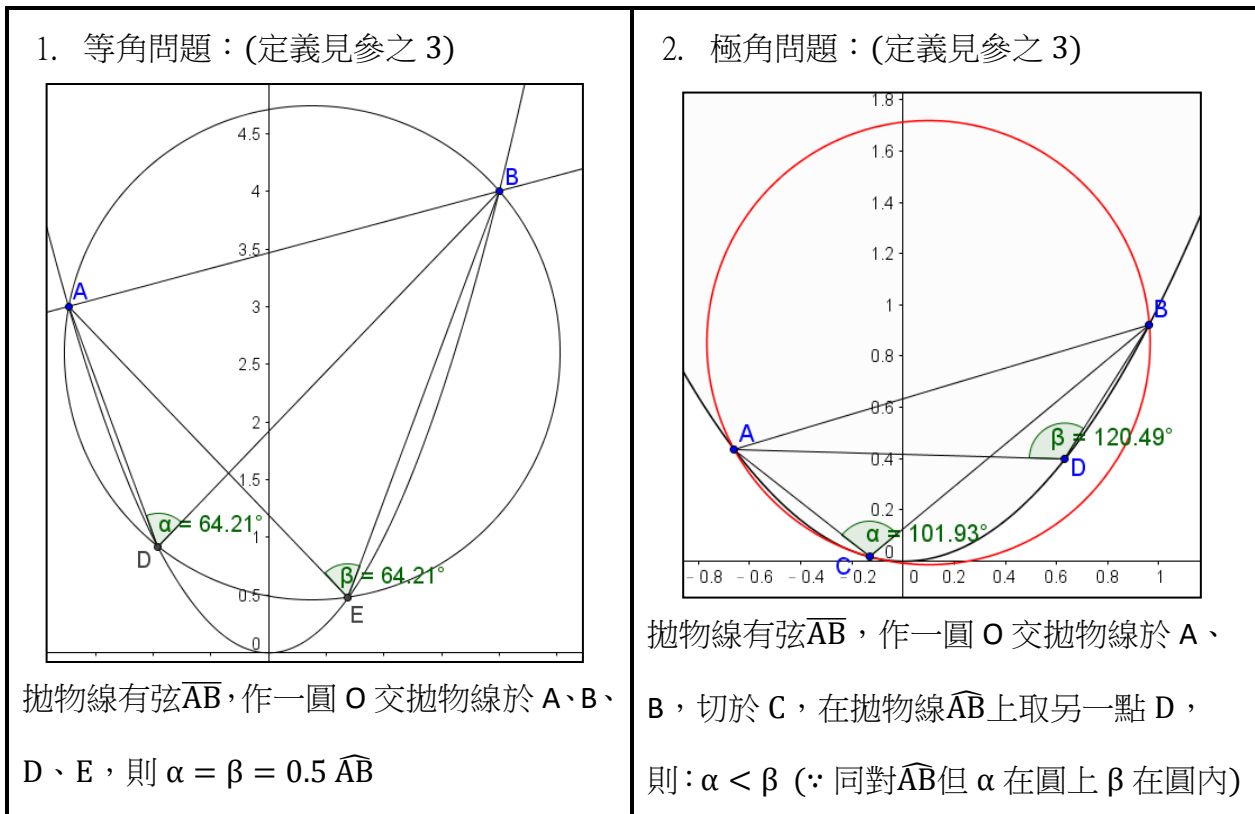 1. 等角問題：(定義見參之 3)
4.5
B
4
3.5
A
3
2.5
2
1.5
α = 64.21°
1
D
β = 64.21°
0.5
E
0
拋物線有弦A̅B̅，作一圓 O 交拋物線於 A、B、
D、E，則 α = β = 0.5 A͡B
2. 極角問題：(定義見參之 3)
1.8
1.6
1.4
1.2
1
B
0.8
0.6
A
β = 120.49°
0.4
D
0.2
α = 101.93°
0
C
-0.8 -0.6 -0.4 -0.2 0 0.2 0.4 0.6 0.8 1
拋物線有弦A̅B̅，作一圓 O 交拋物線於 A、
B，切於 C，在拋物線A͡B上取另一點 D，
則：α < β (∵ 同對A͡B但 α 在圓上 β 在圓內)